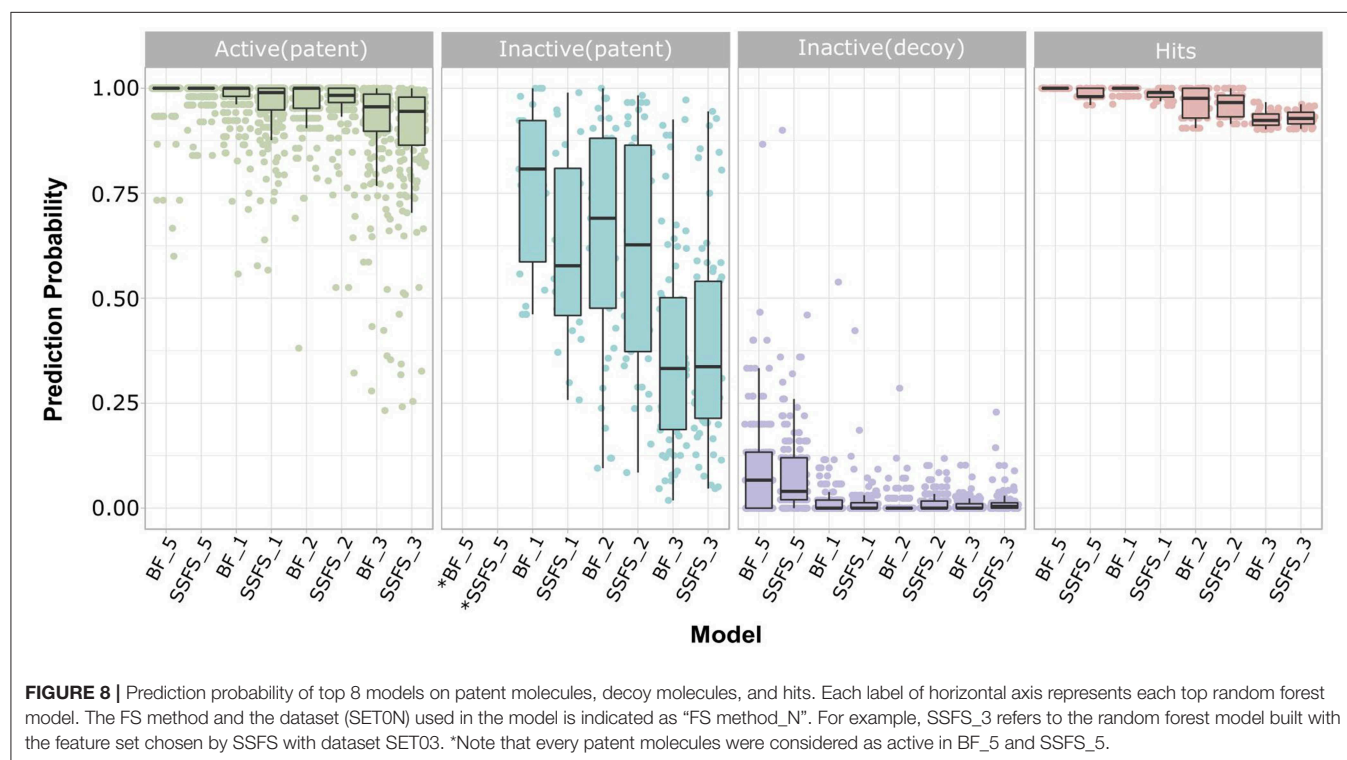 Active(patent)
Inactive(patent)
Inactive(decoy)
Hits
1.00
0.75
0.50
0.25
0.00
Prediction Probability
BF_5
SSFS_5
BF_1
SSFS_1
BF_2
SSFS_2
BF_3
SSFS_3
*BF_5
*SSFS_5
BF_1
SSFS_1
BF_2
SSFS_2
BF_3
SSFS_3
BF_5
SSFS_5
BF_1
SSFS_1
BF_2
SSFS_2
BF_3
SSFS_3
BF_5
SSFS_5
BF_1
SSFS_1
BF_2
SSFS_2
BF_3
SSFS_3
Model
FIGURE 8 | Prediction probability of top 8 models on patent molecules, decoy molecules, and hits. Each label of horizontal axis represents each top random forest
model. The FS method and the dataset (SET0N) used in the model is indicated as “FS method_N”. For example, SSFS_3 refers to the random forest model built with
the feature set chosen by SSFS with dataset SET03. *Note that every patent molecules were considered as active in BF_5 and SSFS_5.